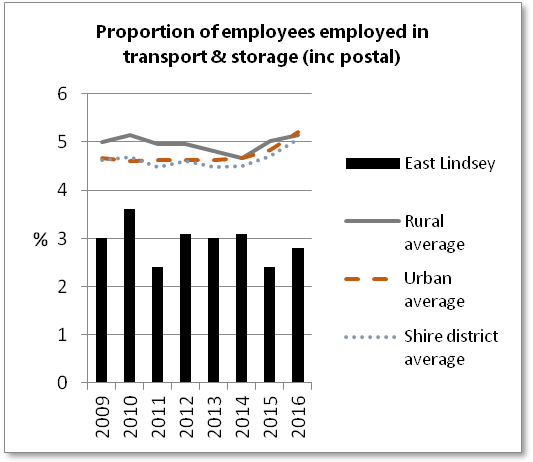 Proportion of employees employed in
transport & storage (inc postal)
6
5
4
3
2
1
0
%
2009
2010
2011
2012
2013
2014
2015
2016
East Lindsey
Rural
average
Urban
average
Shire district
average